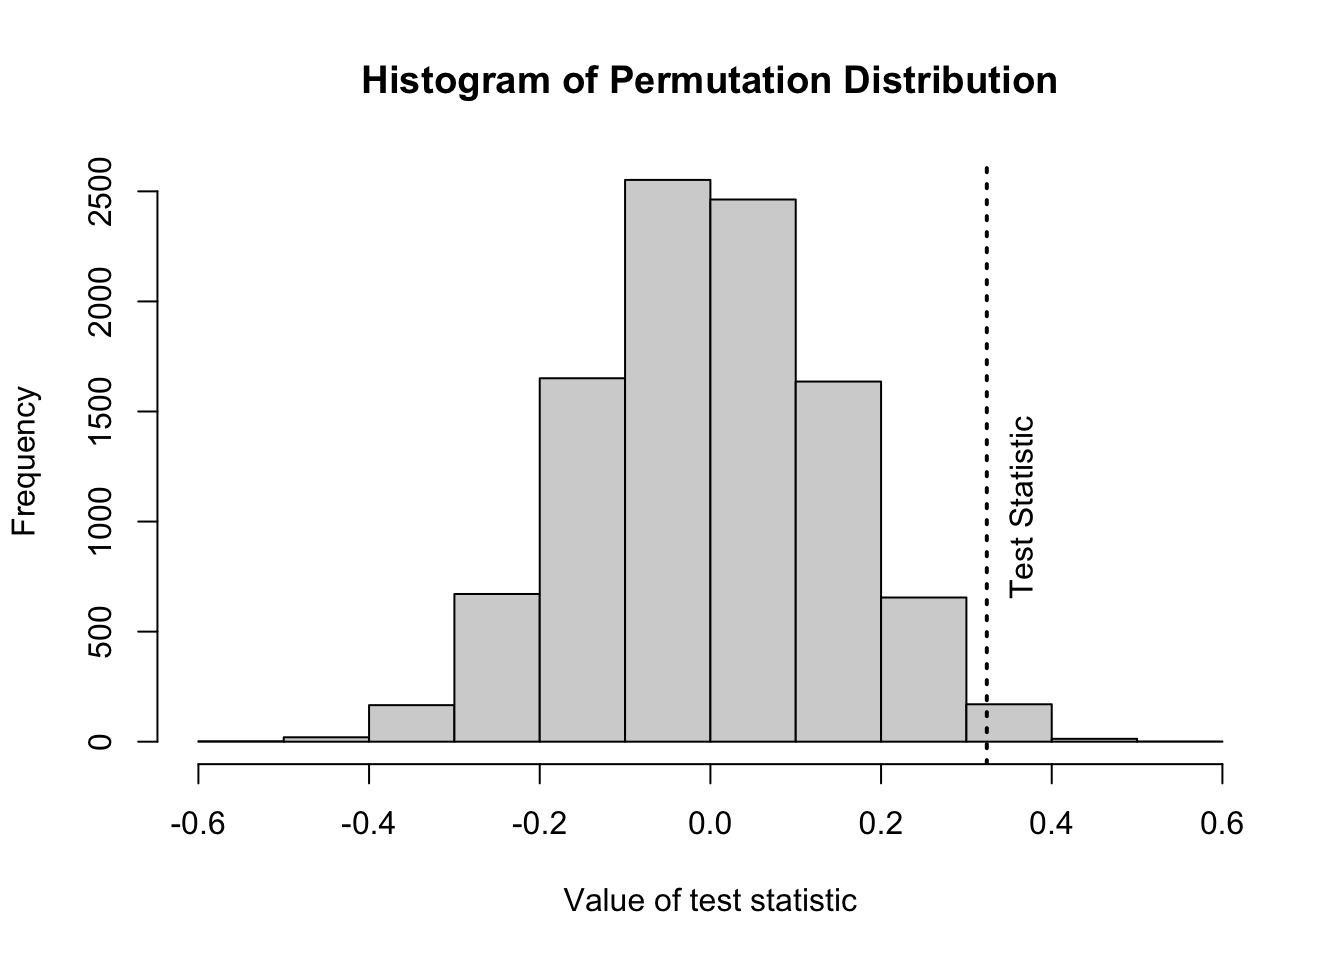 Histogram of Permutation Distribution
Frequency
2500
2000
1500
1000
500
0
Test Statistic
-0.6 -0.4 -0.2 0.0 0.2 0.4 0.6
Value of test statistic